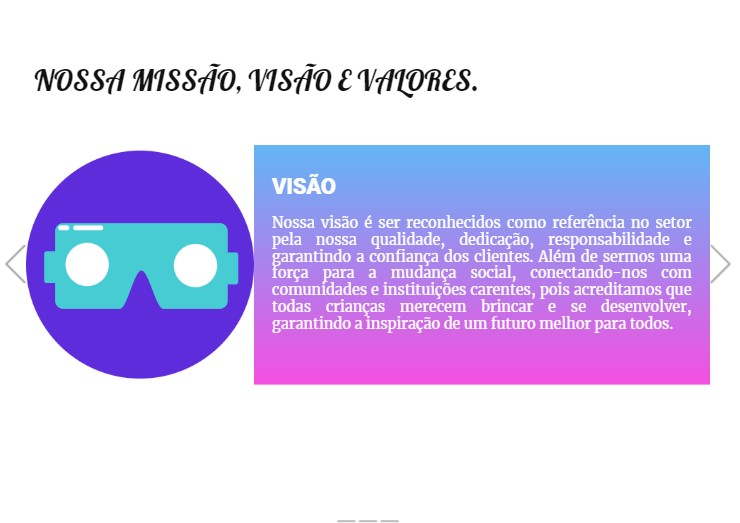 NOSSA MISSÃO, VISÃO E VALORES.
VISÃO
Nossa visão é ser reconhecidos como referência no setor
pela nossa qualidade, dedicação, responsabilidade e
garantindo a confiança dos clientes. Além de sermos uma
força para a mudança social, conectando-nos com
comunidades e instituições carentes, pois acreditamos que
todas crianças merecem brincar e se desenvolver,
garantindo a inspiração de um futuro melhor para todos.